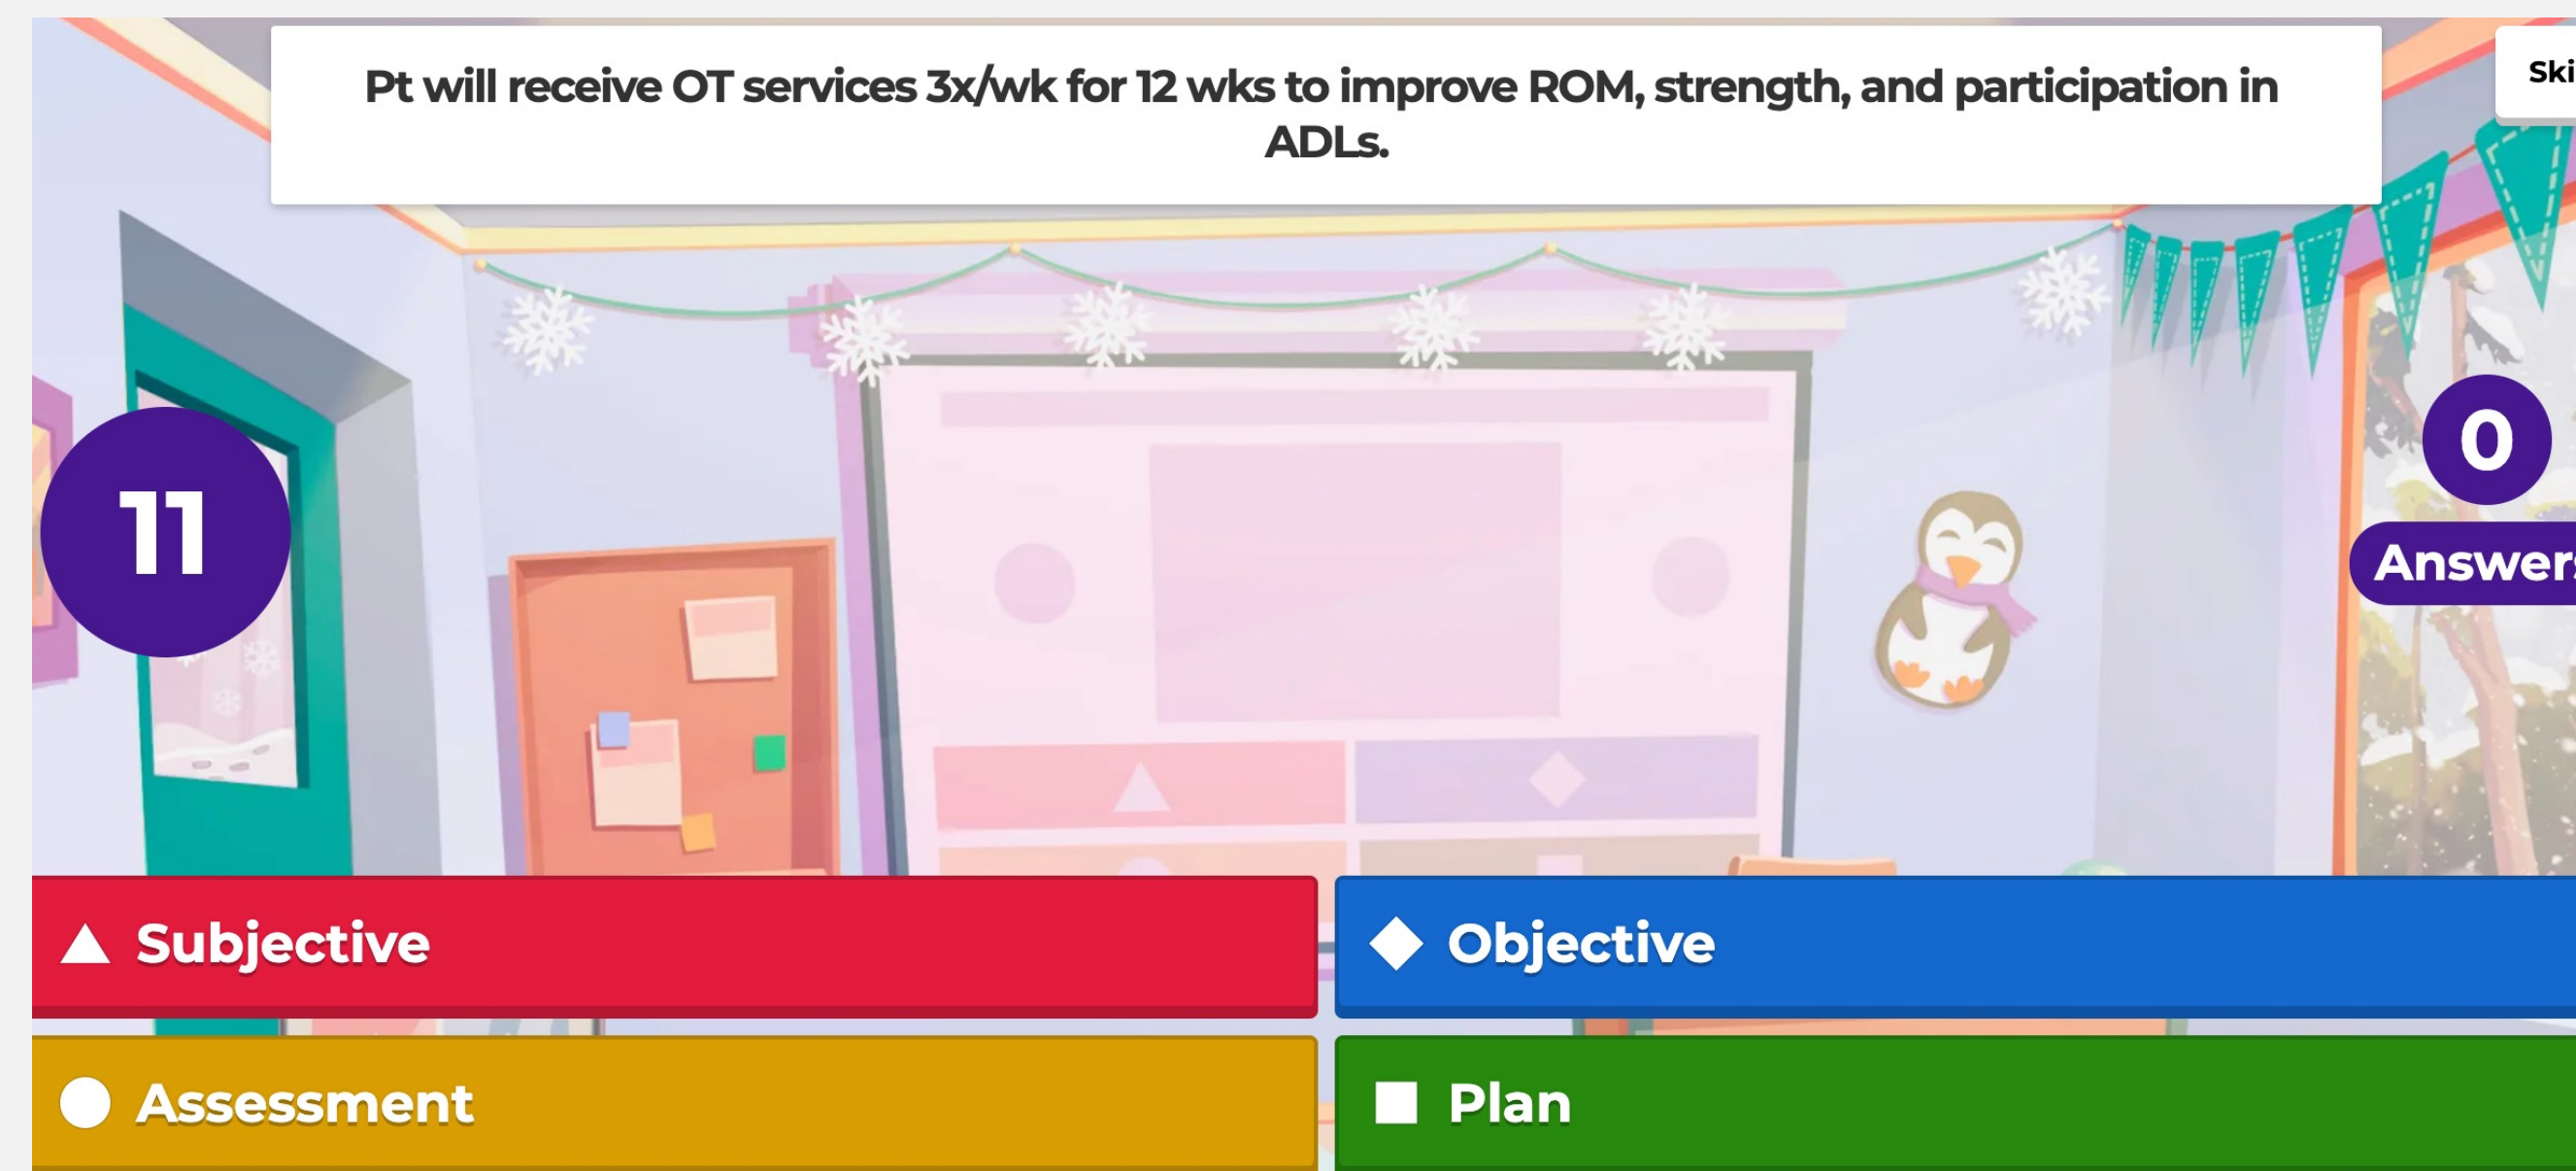 Pt will receive OT services 3x/wk for 12 wks to improve ROM, strength, and participation in
ADLs.
11
0
Subjective
Objective
Assessment
Plan